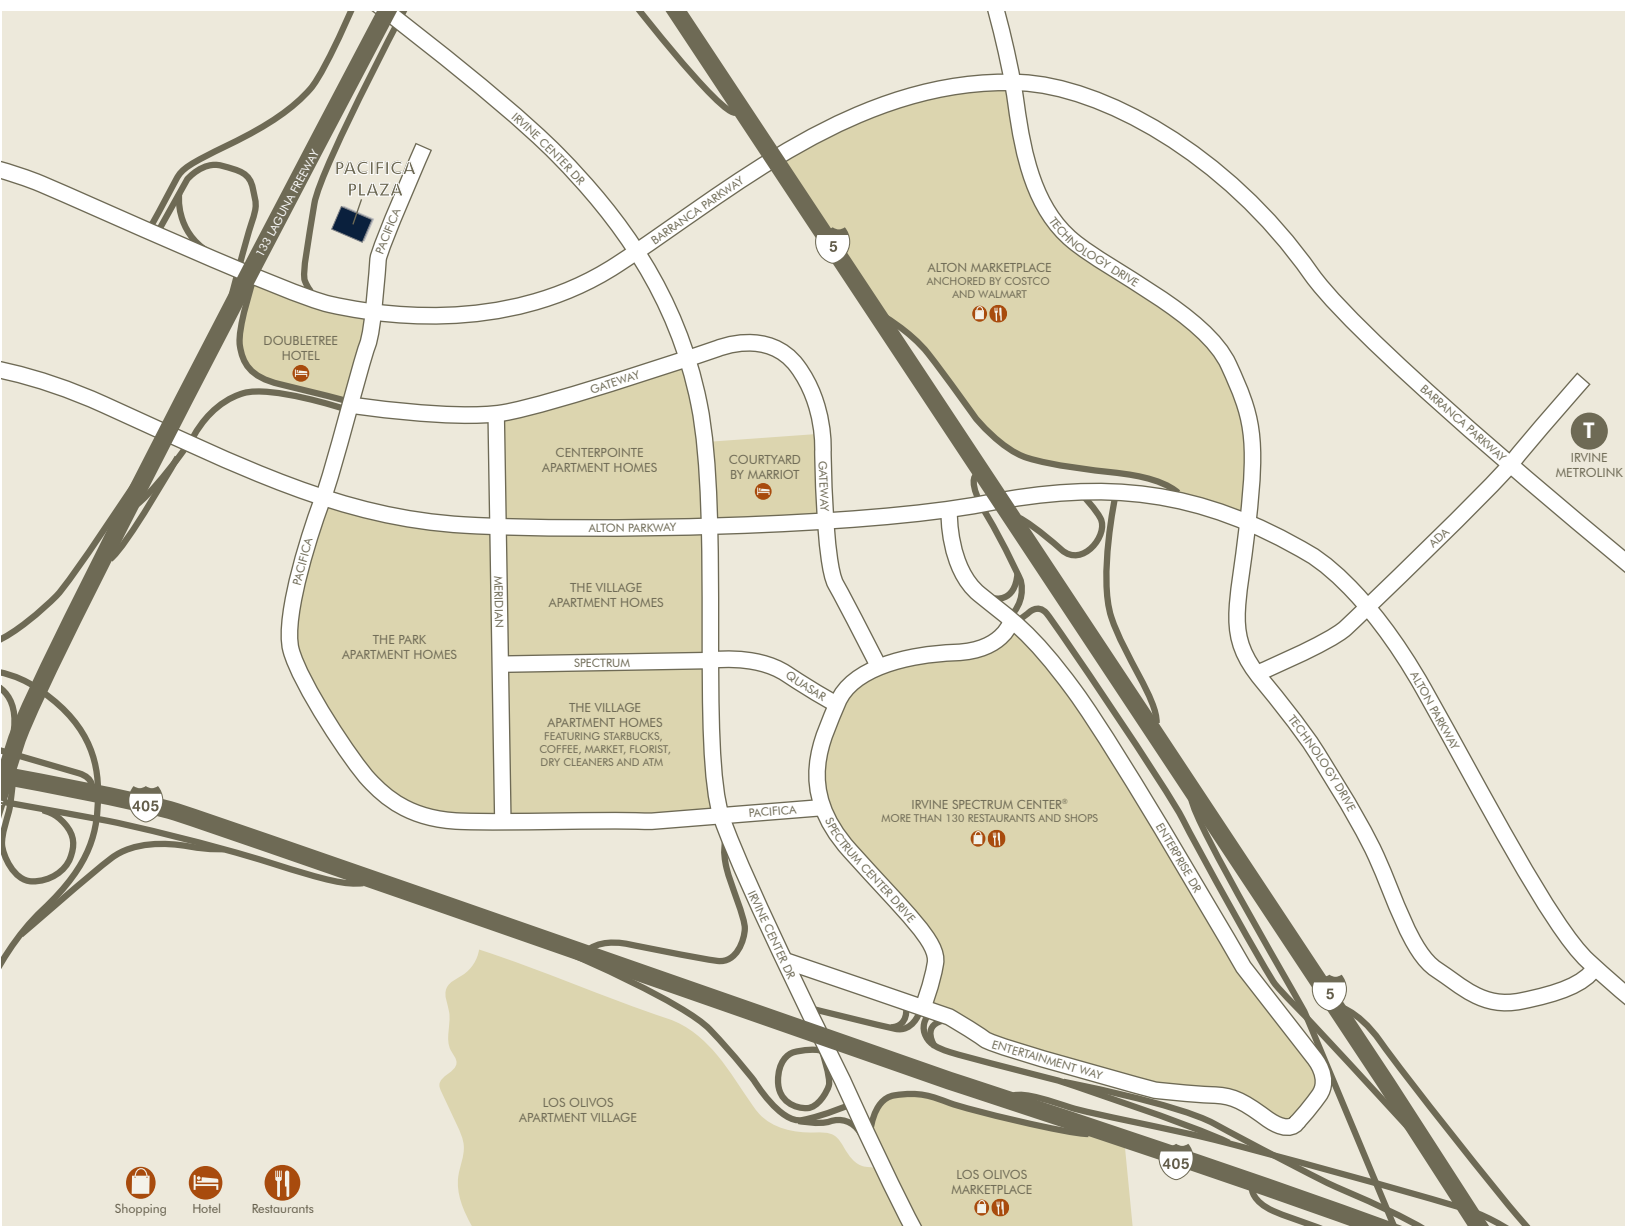 IRVINE CENTER DR
133 LAGUNA FREEWAY
PACIFICA
PLAZA
PACIFICA
BARRANCA PARKWAY
5
TECHNOLOGY DRIVE
ALTON MARKETPLACE
ANCHORED BY COSTCO
AND WALMART
DOUBLETREE
HOTEL
GATEWAY
BARRANCA PARKWAY
T
IRVINE
METROLINK
CENTERPOINTE
APARTMENT HOMES
COURTYARD
BY MARRIOT
GATEWAY
ALTON PARKWAY
ADA
PACIFICA
MERIDIAN
THE VILLAGE
APARTMENT HOMES
THE PARK
APARTMENT HOMES
SPECTRUM
QUASAR
ALTON PARKWAY
THE VILLAGE
APARTMENT HOMES
FEATURING STARBUCKS,
COFFEE, MARKET, FLORIST,
DRY CLEANERS AND ATM
TECHNOLOGY DRIVE
405
PACIFICA
IRVINE SPECTRUM CENTER®
MORE THAN 130 RESTAURANTS AND SHOPS
SPECTRUM CENTER DRIVE
ENTERPRISE DR
IRVINE CENTER DR
5
ENTERTAINMENT WAY
LOS OLIVOS
APARTMENT VILLAGE
405
LOS OLIVOS
MARKETPLACE
Shopping
Hotel
Restaurants